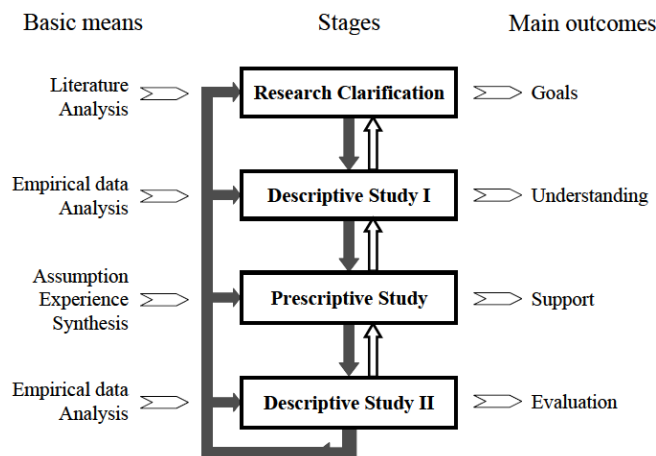 Basic means
Stages
Main outcomes
Literature
Analysis
Research Clarification
Goals
Empirical data
Analysis
Descriptive Study I
Understanding
Assumption
Experience
Synthesis
Prescriptive Study
Support
Empirical data
Analysis
Descriptive Study II
Evaluation